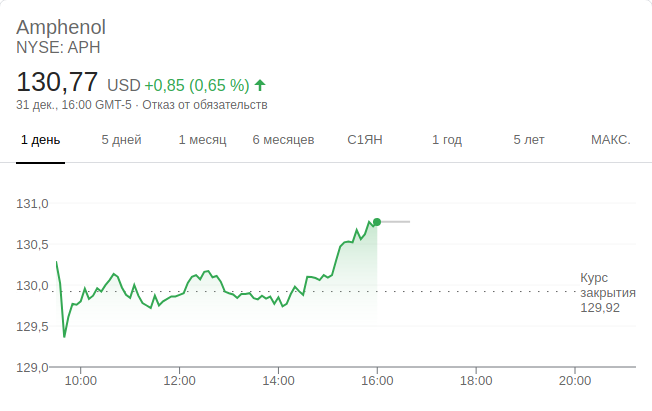 Amphenol
NYSE: APH
130,77 USD +0,85 (0,65 %)
31 дек., 16:00 GMT-5 · Отказ от обязательств
1 день 5 дней 1 месяц 6 месяцев С1ЯН 1 год 5 лет МАКС.
131,0
130,5
130,0
129,5
129,0
Курс
закрытия
129,92
10:00 12:00 14:00 16:00 18:00 20:00